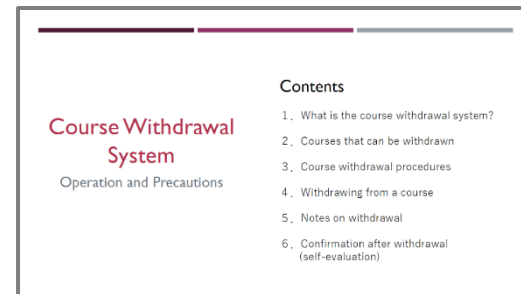 Course Withdrawal
System
Operation and Precautions
Contents
1．What is the course withdrawal system?
2．Courses that can be withdrawn
3．Course withdrawal procedures
4．Withdrawing from a course
5．Notes on withdrawal
6．Confirmation after withdrawal
(self-evaluation)